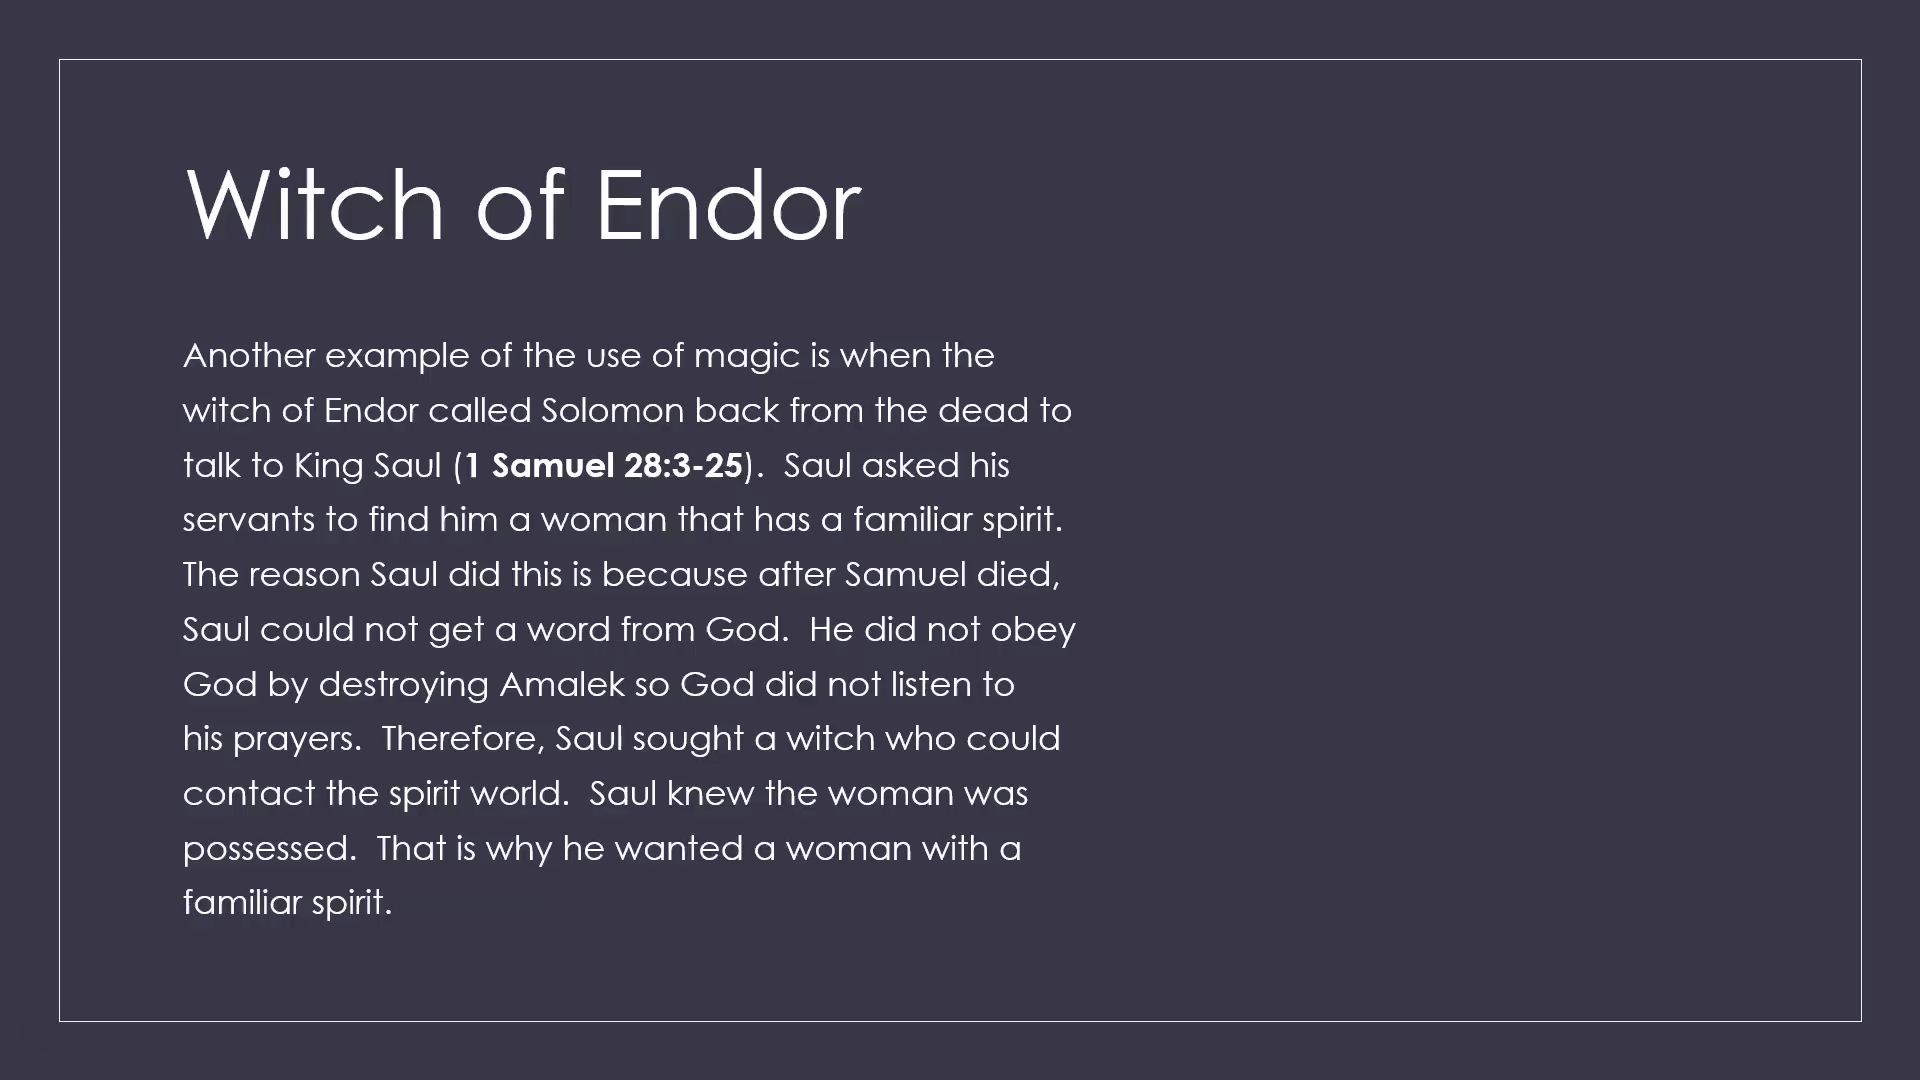 Witch of Endor
Another example of the use of magic is when the
witch of Endor called Solomon back from the dead to
talk to King Saul (1 Samuel 28:3-25).  Saul asked his
servants to find him a woman that has a familiar spirit.
The reason Saul did this is because after Samuel died,
Saul could not get a word from God.  He did not obey
God by destroying Amalek so God did not listen to
his prayers.  Therefore, Saul sought a witch who could
contact the spirit world.  Saul knew the woman was
possessed.  That is why he wanted a woman with a
familiar spirit.